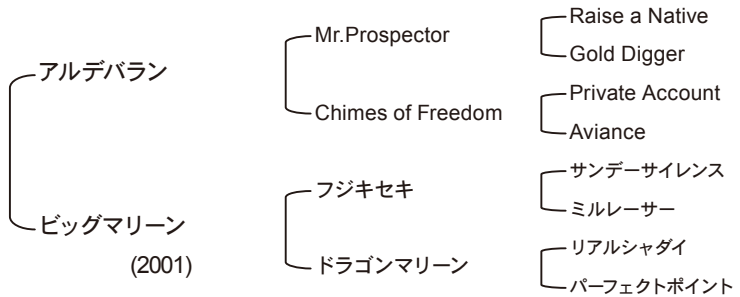 Raise a Native
Mr.Prospector
Gold Digger
アルデバラン
Private Account
Chimes of Freedom
Aviance
サンデーサイレンス
フジキセキ
ミルレーサー
ビッグマリーン
(2001)
リアルシャダイ
ドラゴンマリーン
パーフェクトポイント